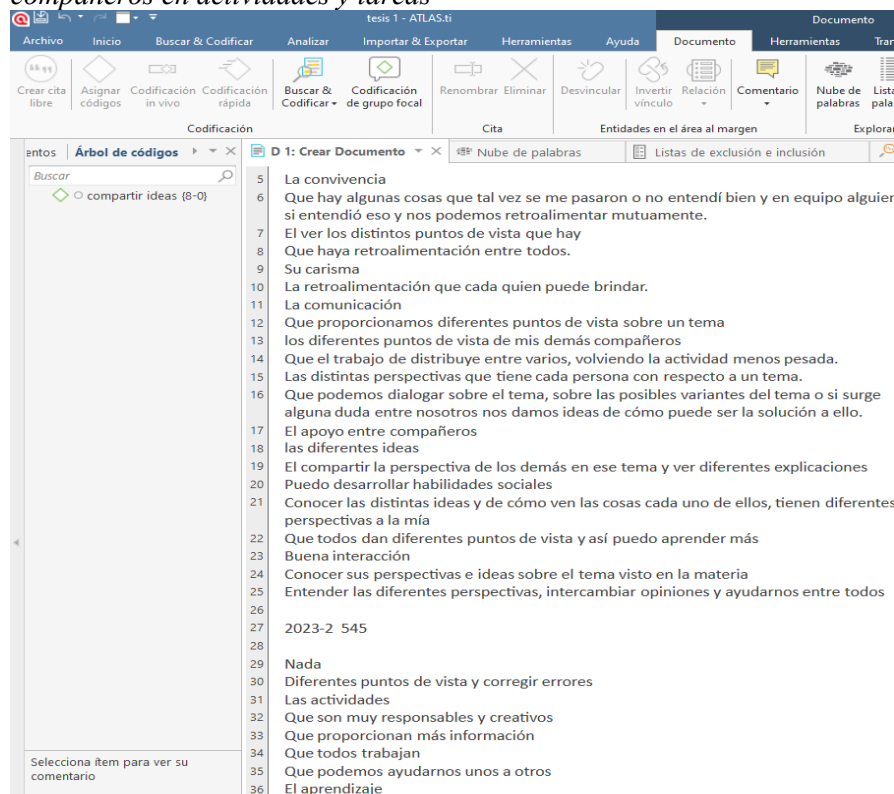 compañeros en actividades y tareas
tesis 1 - ATLAS.ti
Documento
Archivo Inicio Buscar & Codificar Analizar Importar & Exportar Herramientas Ayuda Documento Herramientas Tran
Crear cita libre
Asignar códigos
Codificación in vivo
Codificación rápida
Buscar & Codificar
Codificación de grupo focal
Renombrar
Eliminar
Desvincular
Invertir vínculo
Relación
Comentario
Nube de palabras
Lista pala
Codificación
Cita
Entidades en el área al margen
Explorar
entos Árbol de códigos
D 1: Crear Documento
Nube de palabras
Listas de exclusión e inclusión
Buscar
compartir ideas {8-0}
5 La convivencia
6 Que hay algunas cosas que tal vez se me pasaron o no entendí bien y en equipo alguien
si entendió eso y nos podemos retroalimentar mutuamente.
7 El ver los distintos puntos de vista que hay
8 Que haya retroalimentación entre todos.
9 Su carisma
10 La retroalimentación que cada quien puede brindar.
11 La comunicación
12 Que proporcionamos diferentes puntos de vista sobre un tema
13 los diferentes puntos de vista de mis demás compañeros
14 Que el trabajo de distribuye entre varios, volviendo la actividad menos pesada.
15 Las distintas perspectivas que tiene cada persona con respecto a un tema.
16 Que podemos dialogar sobre el tema, sobre las posibles variantes del tema o si surge
alguna duda entre nosotros nos damos ideas de cómo puede ser la solución a ello.
17 El apoyo entre compañeros
18 las diferentes ideas
19 El compartir la perspectiva de los demás en ese tema y ver diferentes explicaciones
20 Puedo desarrollar habilidades sociales
21 Conocer las distintas ideas y de cómo ven las cosas cada uno de ellos, tienen diferentes
perspectivas a la mía
22 Que todos dan diferentes puntos de vista y así puedo aprender más
23 Buena interacción
24 Conocer sus perspectivas e ideas sobre el tema visto en la materia
25 Entender las diferentes perspectivas, intercambiar opiniones y ayudarnos entre todos
26
27 2023-2 545
28
29 Nada
30 Diferentes puntos de vista y corregir errores
31 Las actividades
32 Que son muy responsables y creativos
33 Que proporcionan más información
34 Que todos trabajan
35 Que podemos ayudarnos unos a otros
36 El aprendizaje
Selecciona ítem para ver su
comentario